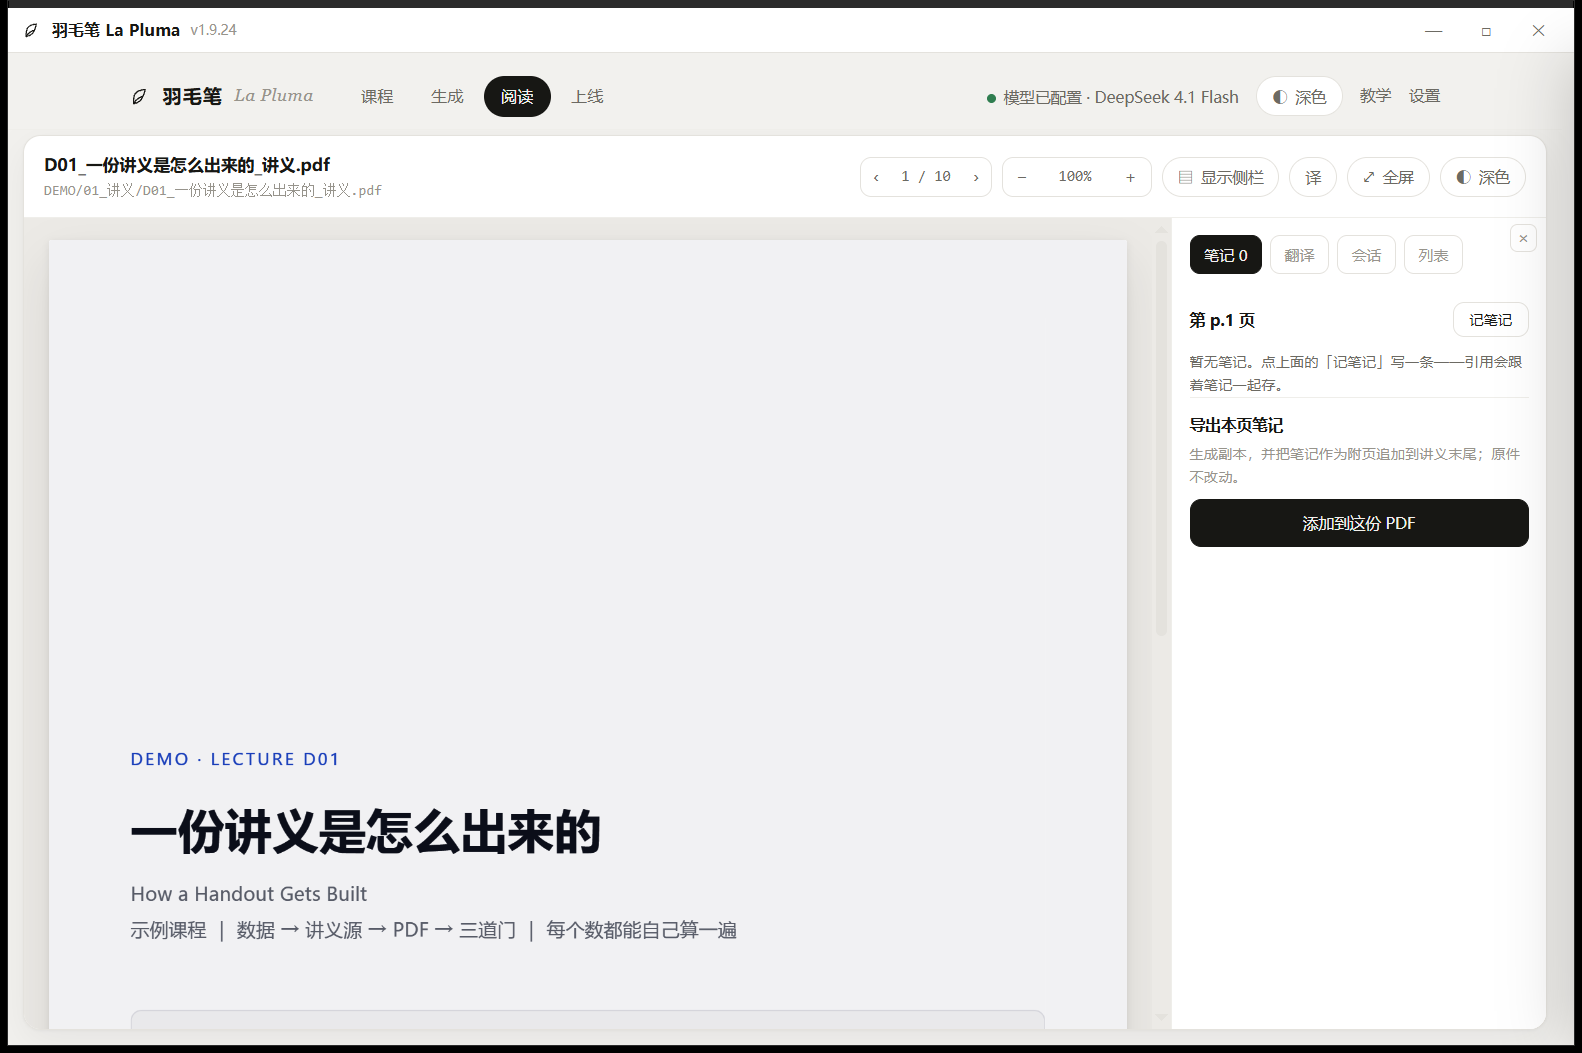 羽毛笔 La Pluma v1.9.24
羽毛笔 La Pluma 课程 生成 阅读 上线 模型已配置 · DeepSeek 4.1 Flash 深色 教学 设置
D01_一份讲义是怎么出来的_讲义.pdf
DEMO/01_讲义/D01_一份讲义是怎么出来的_讲义.pdf
‹ 1 / 10 › − 100% + 显示侧栏 译 全屏 深色
笔记 0 翻译 会话 列表
第 p.1 页 记笔记
暂无笔记。点上面的「记笔记」写一条——引用会跟
着笔记一起存。
导出本页笔记
生成副本，并把笔记作为附页追加到讲义末尾；原件
不改动。
添加到这份 PDF
DEMO · LECTURE D01
一份讲义是怎么出来的
How a Handout Gets Built
示例课程 | 数据 → 讲义源 → PDF → 三道门 | 每个数都能自己算一遍